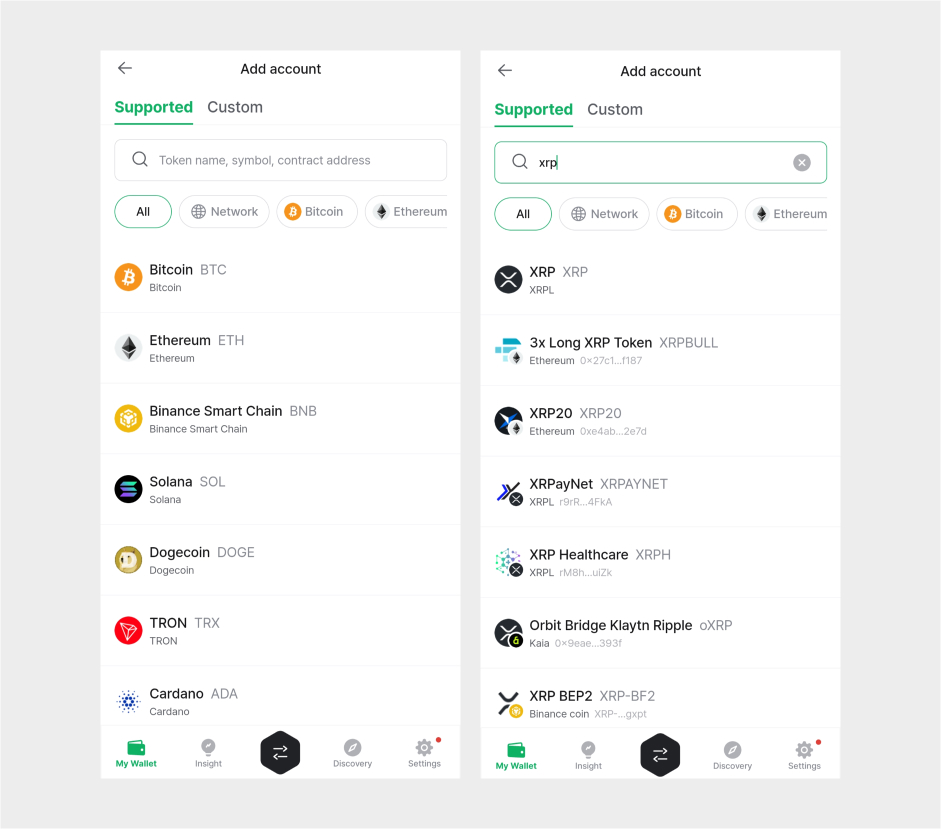 Add account
Supported Custom
Token name, symbol, contract address
All Network Bitcoin Ethereum
Bitcoin BTC
Bitcoin
Ethereum ETH
Ethereum
Binance Smart Chain BNB
Binance Smart Chain
Solana SOL
Solana
Dogecoin DOGE
Dogecoin
TRON TRX
TRON
Cardano ADA
Cardano
My Wallet Insight Discovery Settings
Add account
Supported Custom
xrp
All Network Bitcoin Ethereum
XRP XRP
XRPL
3x Long XRP Token XRPBULL
Ethereum 0x27c1...f187
XRP20 XRP20
Ethereum 0xe4ab...2e7d
XRPayNet XRPAYNET
XRPL r9rR...4FkA
XRP Healthcare XRPH
XRPL rM8h...uiZk
Orbit Bridge Klaytn Ripple oXRP
Kaia 0x9eae...393f
XRP BEP2 XRP-BF2
Binance coin XRP-...gxpt
My Wallet Insight Discovery Settings